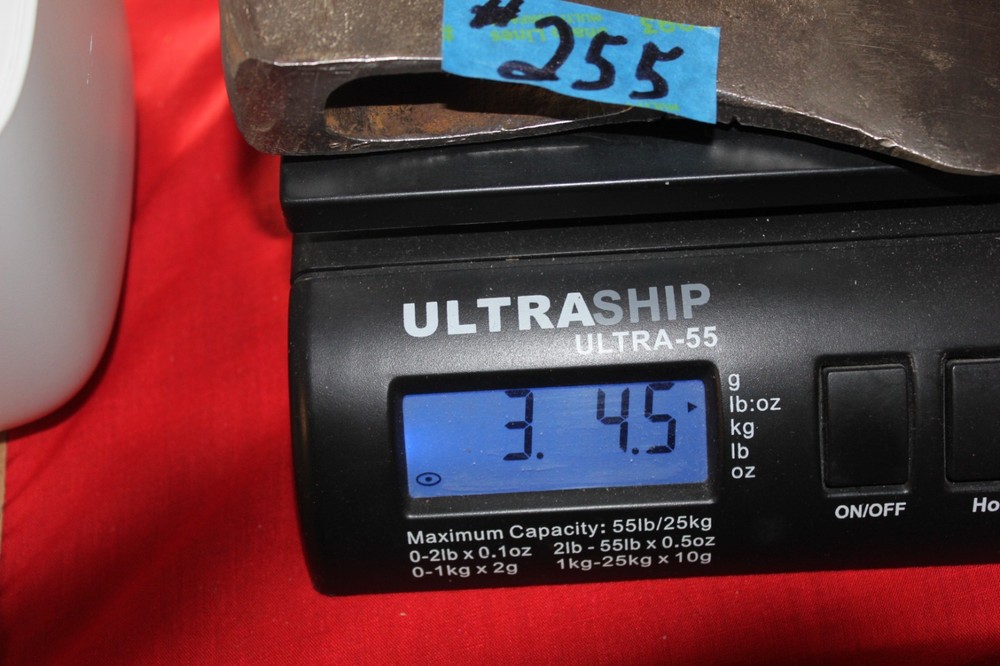 #255
ULTRASHIP
ULTRA-55
3. 4.5
g
lb:oz
kg
lb
oz
ON/OFF
Ho
Maximum Capacity: 55lb/25kg
0-2lb x 0.1oz 2lb - 55lb x 0.5oz
0-1kg x 2g 1kg-25kg x 10g